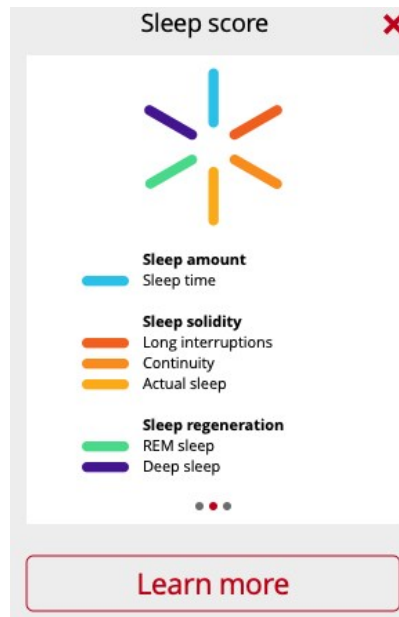 Sleep score
Sleep amount
Sleep time
Sleep solidity
Long interruptions
Continuity
Actual sleep
Sleep regeneration
REM sleep
Deep sleep
Learn more